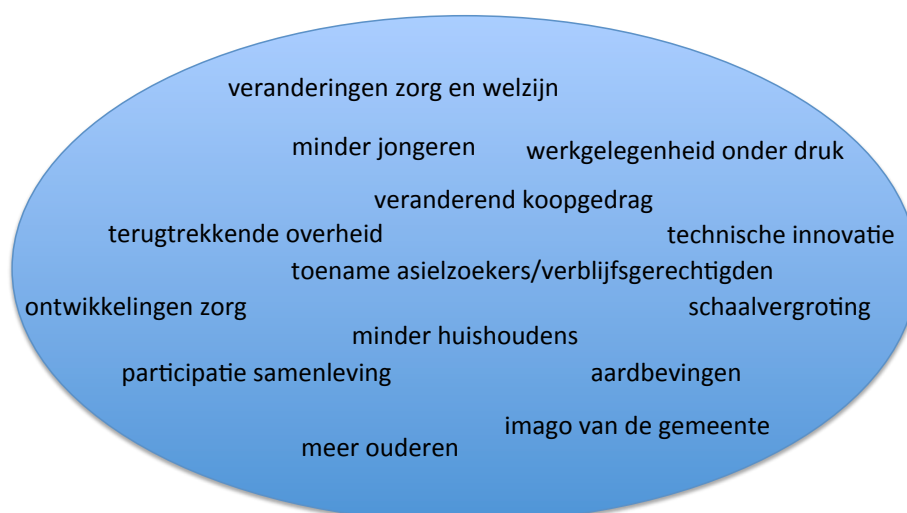 veranderingen zorg en welzijn
minder jongeren
werkgelegenheid onder druk
veranderend koopgedrag
terugtrekkende overheid
technische innovatie
toename asielzoekers/verblijfsgerechtigden
ontwikkelingen zorg
schaalvergroting
minder huishoudens
participatie samenleving
aardbevingen
imago van de gemeente
meer ouderen